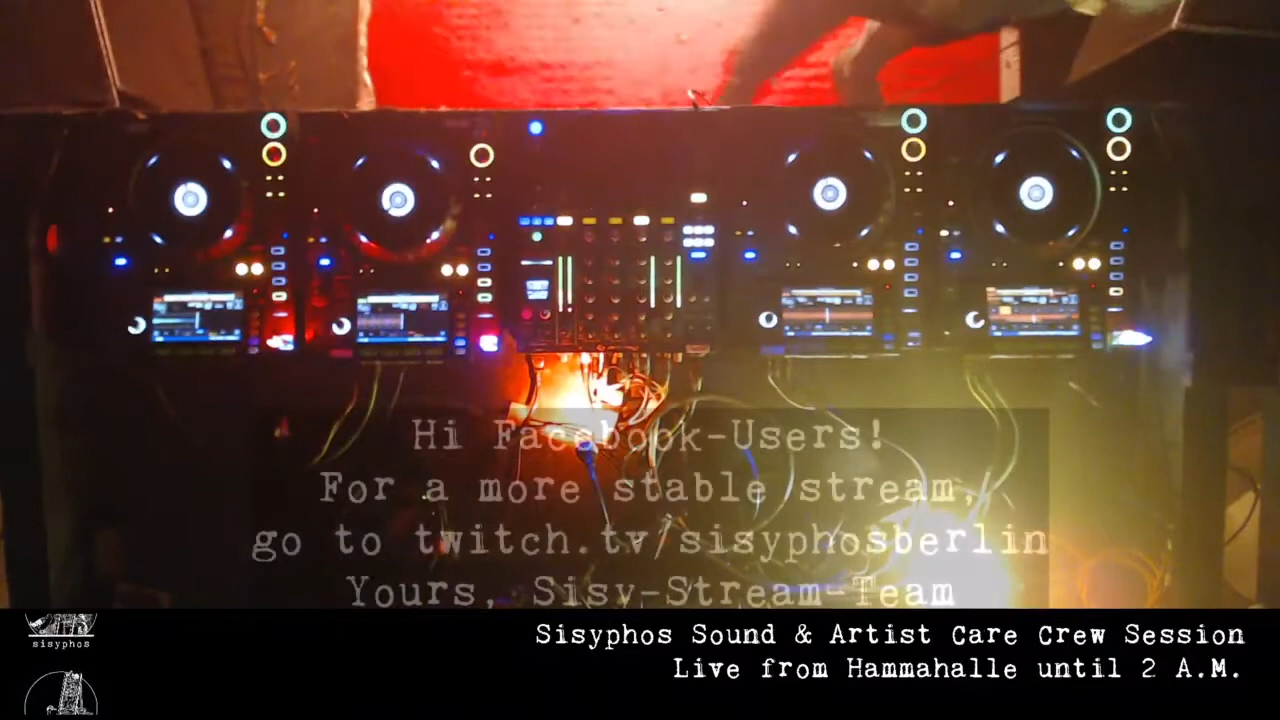 Hi Facebook-Users!
For a more stable stream,
go to twitch.tv/sisyphosberlin
Yours, Sisy-Stream-Team
sisyphos
Sisyphos Sound & Artist Care Crew Session
Live from Hammahalle until 2 A.M.